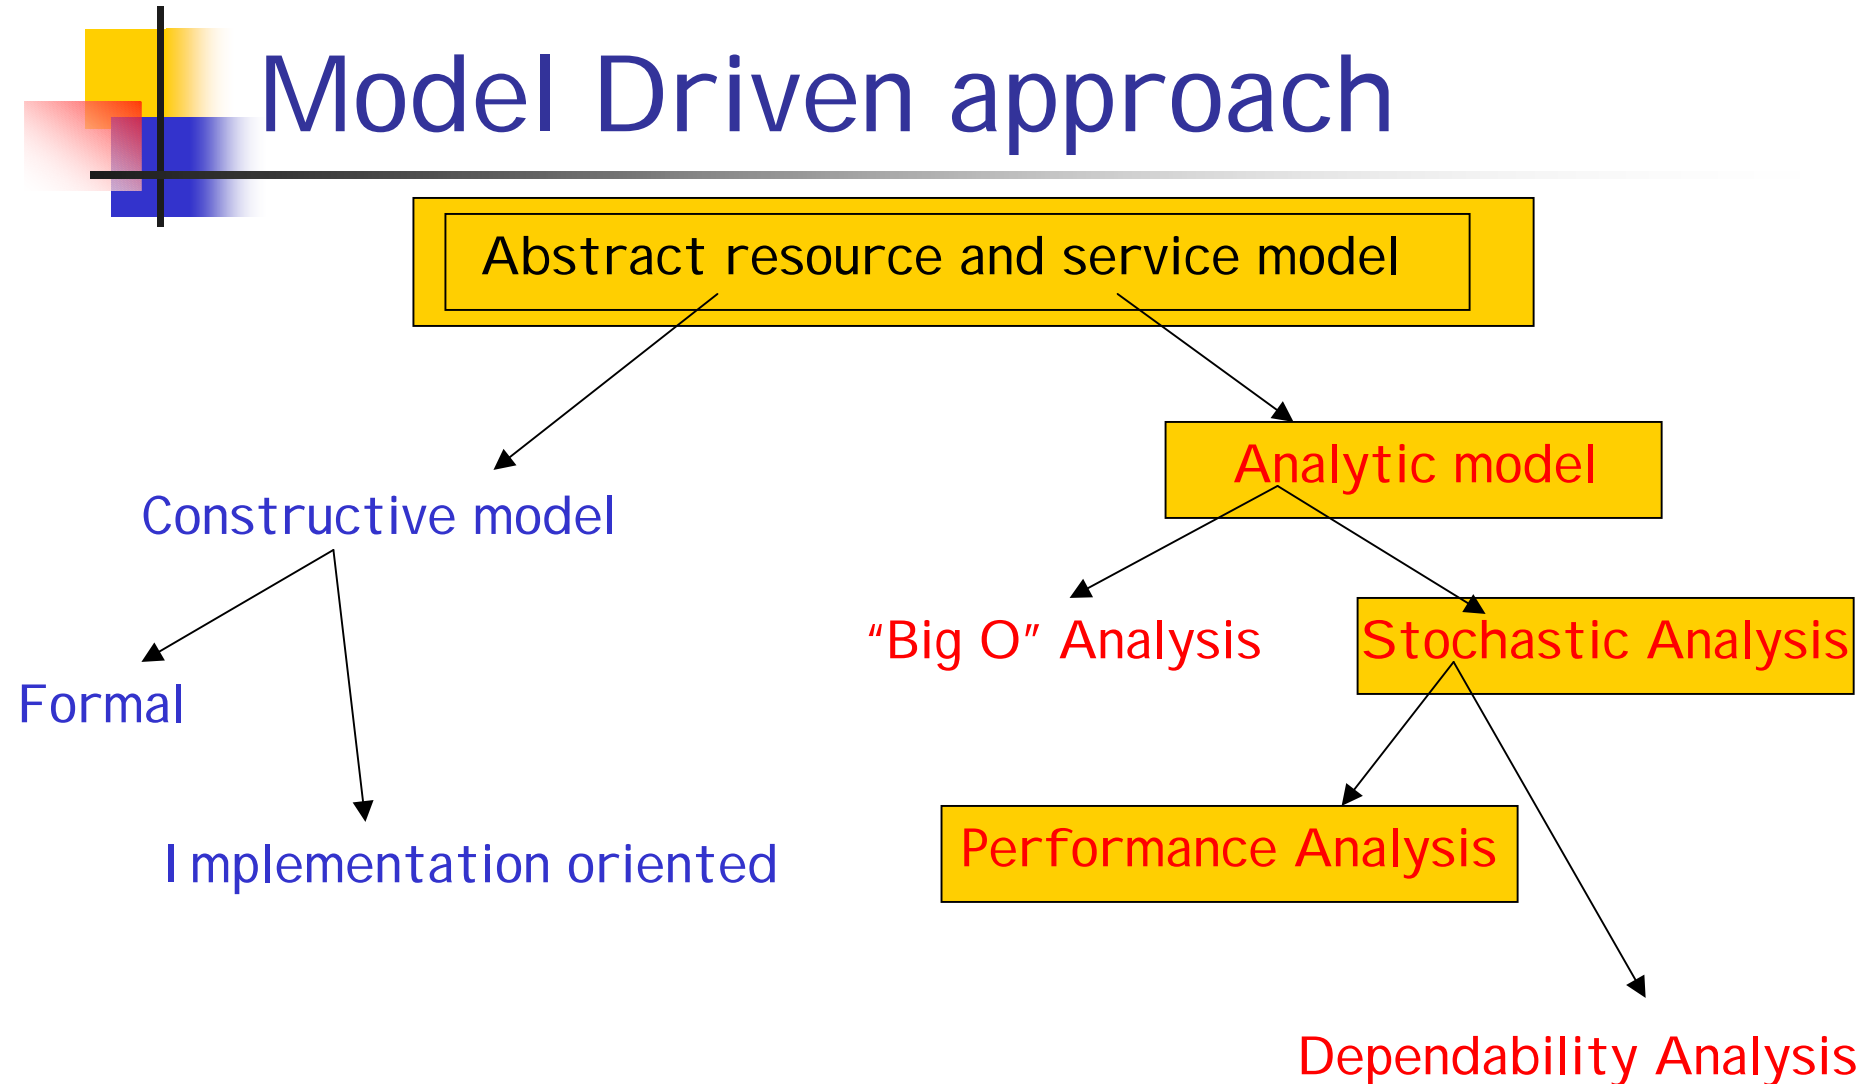 Model Driven approach
Abstract resource and service model
Analytic model
Constructive model
“Big O” Analysis
Stochastic Analysis
Formal
Performance Analysis
Implementation oriented
Dependability Analysis